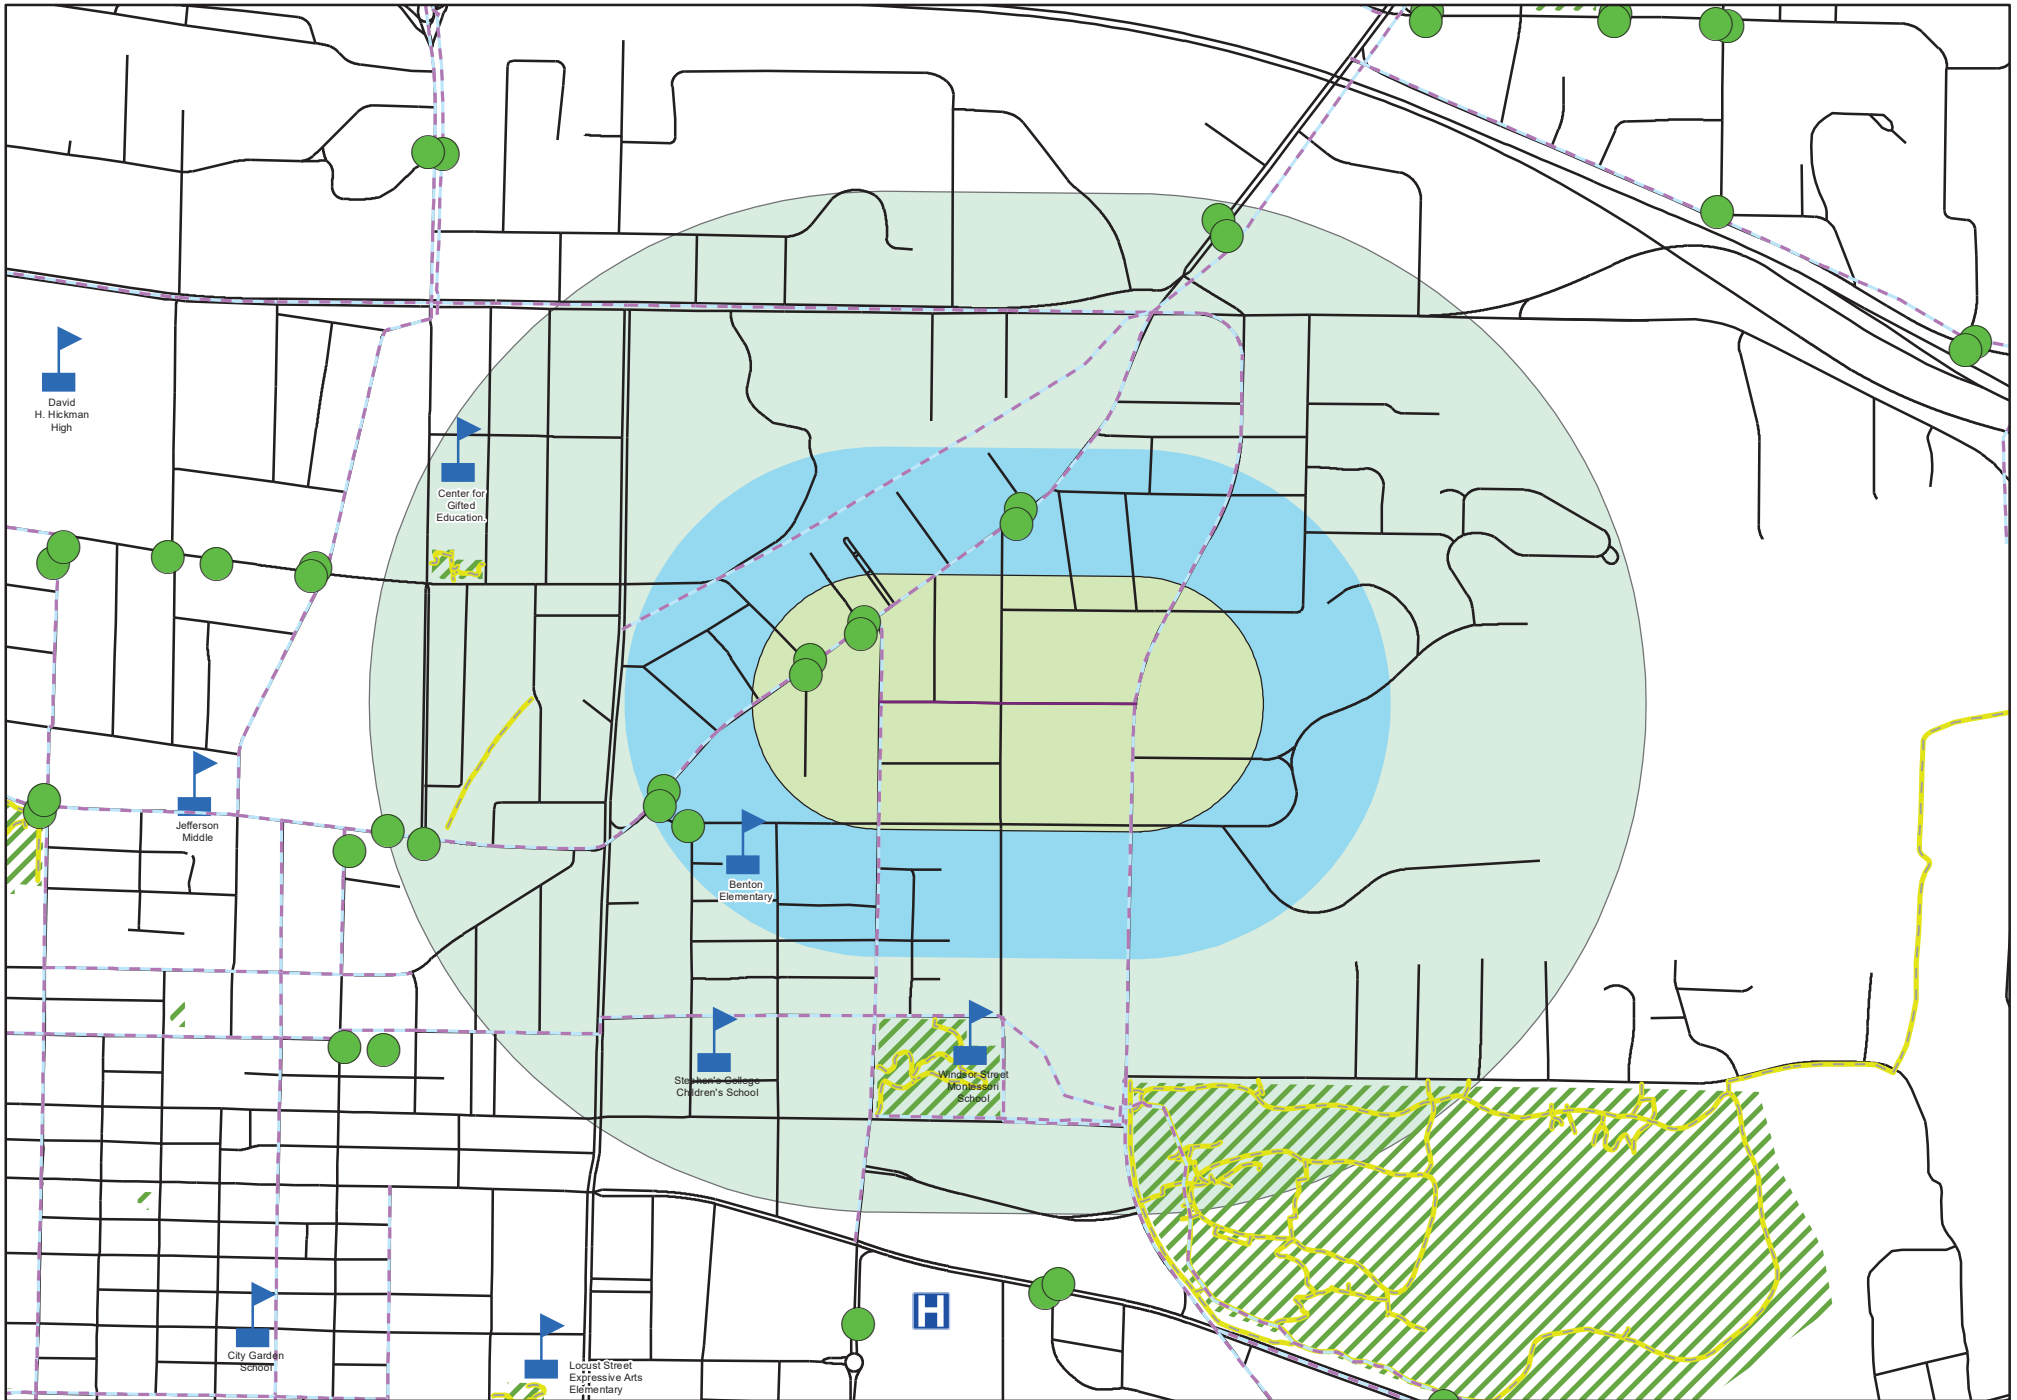 David
H. Hickman
High
Center for
Gifted
Education.
Jefferson
Middle
Benton
Elementary
Stephen's College
Children's School
Windsor Street
Montessori
School
H
City Garden
School
Locust Street
Expressive Arts
Elementary